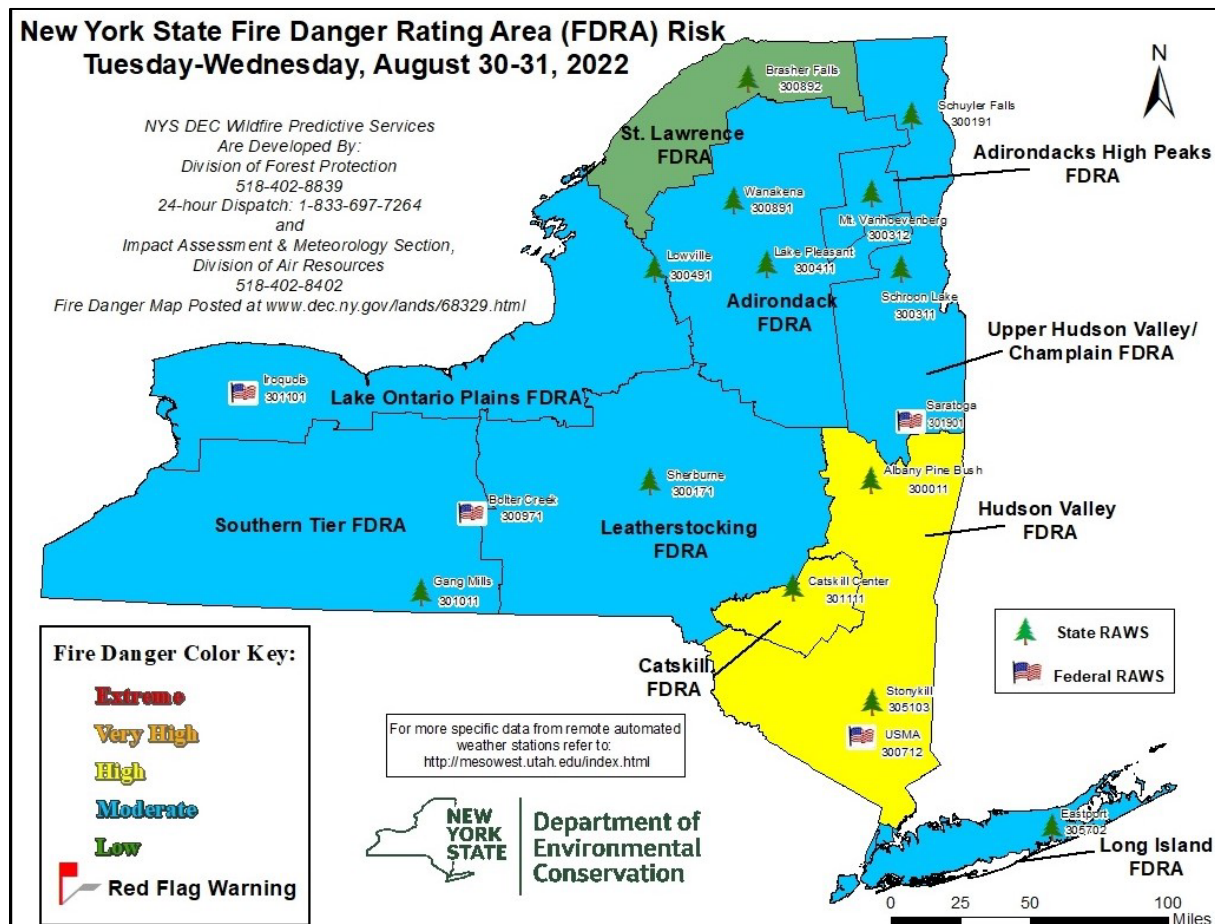 New York State Fire Danger Rating Area (FDRA) Risk
Tuesday-Wednesday, August 30-31, 2022
NYS DEC Wildfire Predictive Services
Are Developed By:
Division of Forest Protection
518-402-8839
24-hour Dispatch: 1-833-697-7264
and
Impact Assessment & Meteorology Section,
Division of Air Resources
518-402-8402
Fire Danger Map Posted at www.dec.ny.gov/lands/68329.html
N
Brasher Falls
300892
St. Lawrence
FDRA
Schuyler Falls
300191
Adirondacks High Peaks
FDRA
Wanakena
300891
Mt. Vanhoevenberg
300312
Lowville
300491
Lake Pleasant
300411
Adirondack
FDRA
Schroon Lake
300311
Upper Hudson Valley/
Champlain FDRA
Iroquois
301101
Lake Ontario Plains FDRA
Saratoga
301901
Sherburne
300171
Albany Pine Bush
300011
Bolter Creek
300971
Southern Tier FDRA
Leatherstocking
FDRA
Hudson Valley
FDRA
Gang Mills
301011
Catskill Center
301111
Catskill
FDRA
Stonykill
305103
USMA
300712
Eastport
305702
Long Island
FDRA
State RAWS
Federal RAWS
Fire Danger Color Key:
Extreme
Very High
High
Moderate
Low
Red Flag Warning
For more specific data from remote automated
weather stations refer to:
http://mesowest.utah.edu/index.html
NEW
YORK
STATE
Department of
Environmental
Conservation
0 25 50 100
Miles